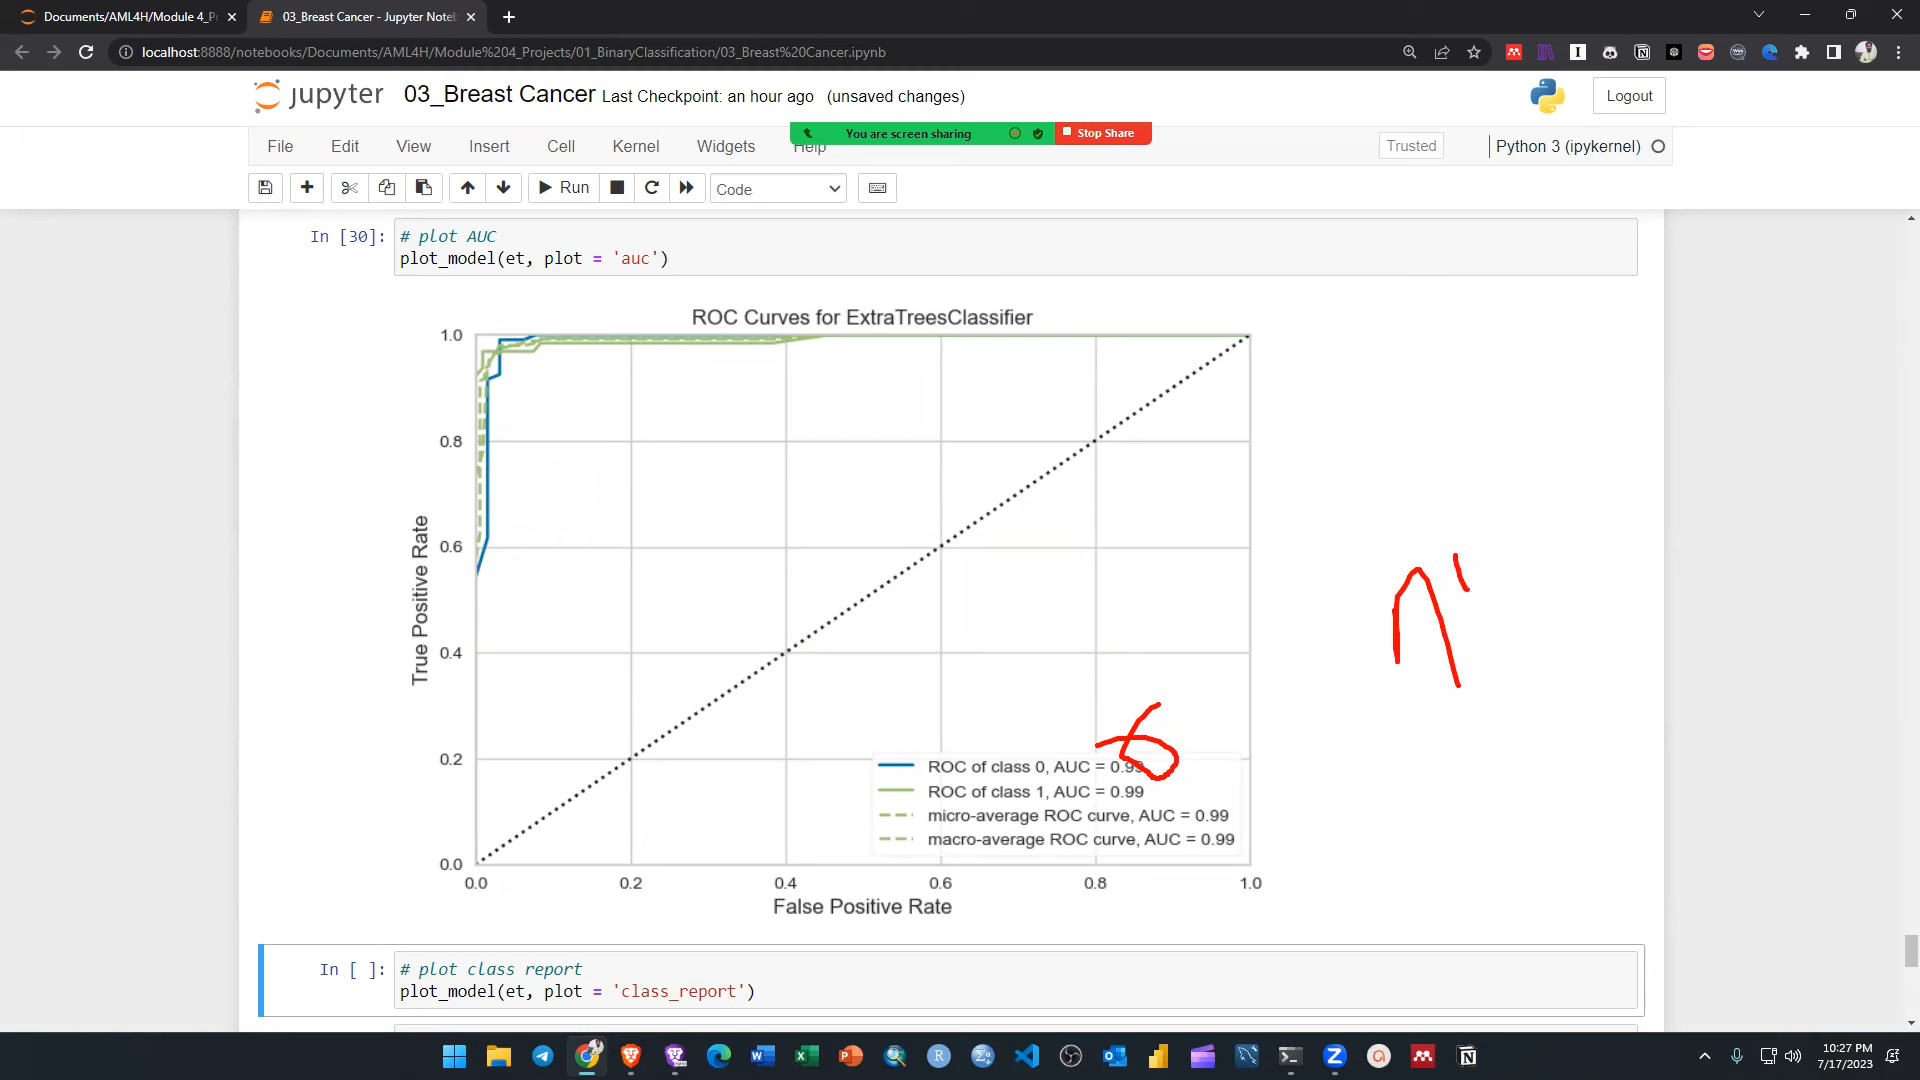 Documents/AML4H/Module 4_Pr
03_Breast Cancer - Jupyter Noteb
localhost:8888/notebooks/Documents/AML4H/Module%204_Projects/01_BinaryClassification/03_Breast%20Cancer.ipynb
jupyter 03_Breast Cancer Last Checkpoint: an hour ago (unsaved changes)
Logout
You are screen sharing Stop Share
File Edit View Insert Cell Kernel Widgets Help
Trusted Python 3 (ipykernel)
Run Code
In [30]: # plot AUC
plot_model(et, plot = 'auc')
ROC Curves for ExtraTreesClassifier
True Positive Rate
1.0
0.8
0.6
0.4
0.2
0.0
ROC of class 0, AUC = 0.99
ROC of class 1, AUC = 0.99
micro-average ROC curve, AUC = 0.99
macro-average ROC curve, AUC = 0.99
0.0 0.2 0.4 0.6 0.8 1.0
False Positive Rate
In [ ]: # plot class report
plot_model(et, plot = 'class_report')
10:27 PM
7/17/2023